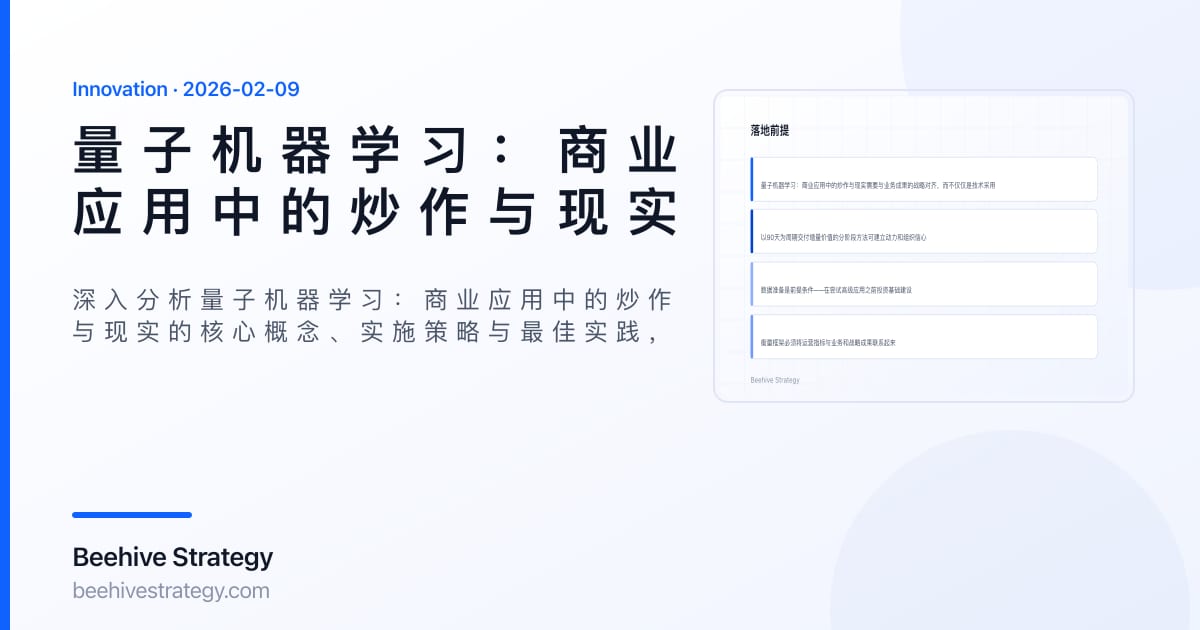 Innovation · 2026-02-09
量子机器学习：商业
应用中的炒作与现实
深入分析量子机器学习：商业应用中的炒作
与现实的核心概念、实施策略与最佳实践，
落地前提
量子机器学习：商业应用中的炒作与现实需要与业务成果的战略对齐，而不仅仅是技术采用
以90天为周期交付增量价值的分阶段方法可建立动力和组织信心
数据准备是前提条件——在尝试高级应用之前投资基础建设
衡量框架必须将运营指标与业务和战略成果联系起来
Beehive Strategy
Beehive Strategy
beehivestrategy.com